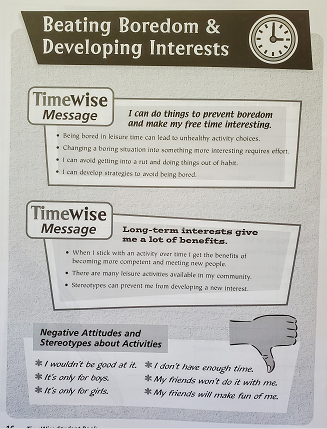 Beating Boredom &
Developing Interests
TimeWise
Message
I can do things to prevent boredom
and make my free time interesting.
• Being bored in leisure time can lead to unhealthy activity choices.
• Changing a boring situation into something more interesting requires effort.
• I can avoid getting into a rut and doing things out of habit.
• I can develop strategies to avoid being bored.
TimeWise
Message
Long-term interests give
me a lot of benefits.
• When I stick with an activity over time I get the benefits of
becoming more competent and meeting new people.
• There are many leisure activities available in my community.
• Stereotypes can prevent me from developing a new interest.
Negative Attitudes and
Stereotypes about Activities
✱ I wouldn't be good at it.
✱ It's only for boys.
✱ It's only for girls.
✱ I don't have enough time.
✱ My friends won't do it with me.
✱ My friends will make fun of me.